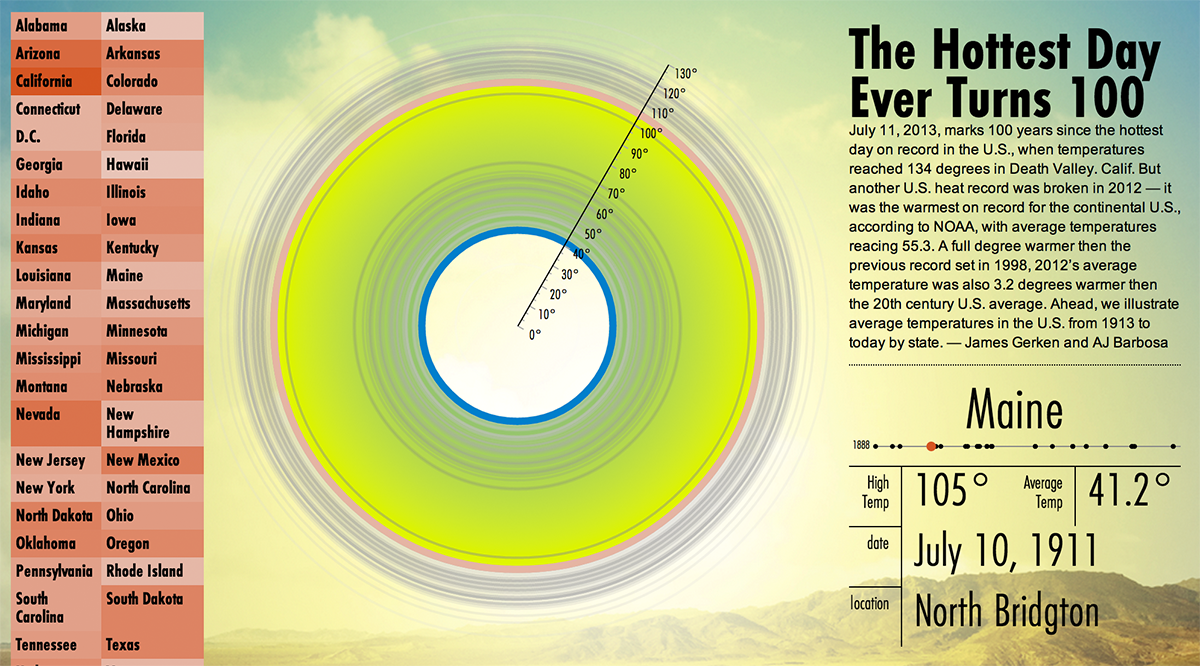 Alabama Alaska
Arizona Arkansas
California Colorado
Connecticut Delaware
D.C. Florida
Georgia Hawaii
Idaho Illinois
Indiana Iowa
Kansas Kentucky
Louisiana Maine
Maryland Massachusetts
Michigan Minnesota
Mississippi Missouri
Montana Nebraska
Nevada New
Hampshire
New Jersey New Mexico
New York North Carolina
North Dakota Ohio
Oklahoma Oregon
Pennsylvania Rhode Island
South South Dakota
Carolina
Tennessee Texas
130°
120°
110°
100°
90°
80°
70°
60°
50°
40°
30°
20°
10°
0°
The Hottest Day
Ever Turns 100
July 11, 2013, marks 100 years since the hottest
day on record in the U.S., when temperatures
reached 134 degrees in Death Valley. Calif. But
another U.S. heat record was broken in 2012 — it
was the warmest on record for the continental U.S.,
according to NOAA, with average temperatures
reacing 55.3. A full degree warmer then the
previous record set in 1998, 2012's average
temperature was also 3.2 degrees warmer then
the 20th century U.S. average. Ahead, we illustrate
average temperatures in the U.S. from 1913 to
today by state. — James Gerken and AJ Barbosa
Maine
1888
High
Temp
105°
Average
Temp
41.2°
date
July 10, 1911
location
North Bridgton